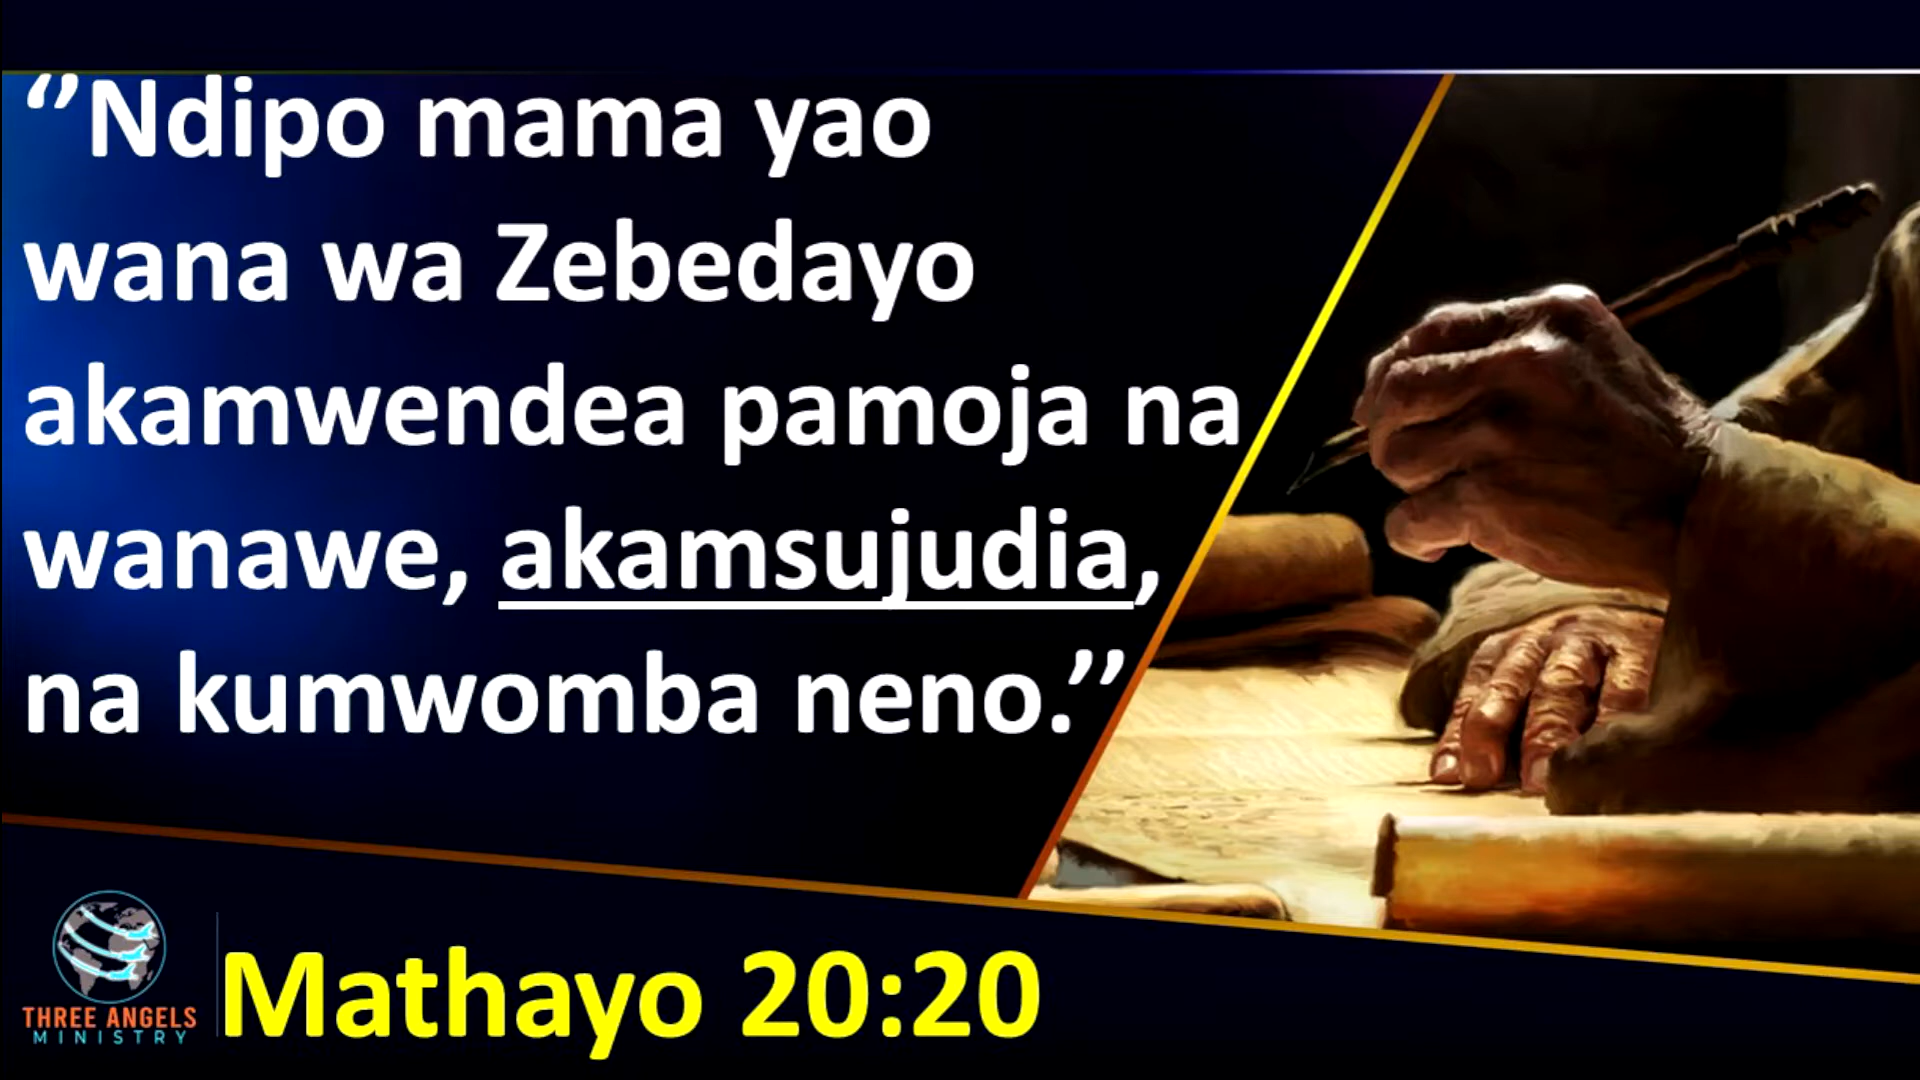 ‘’Ndipo mama yao
wana wa Zebedayo
akamwendea pamoja na
wanawe, akamsujudia,
na kumwomba neno.’’
THREE ANGELS
MINISTRY
Mathayo 20:20